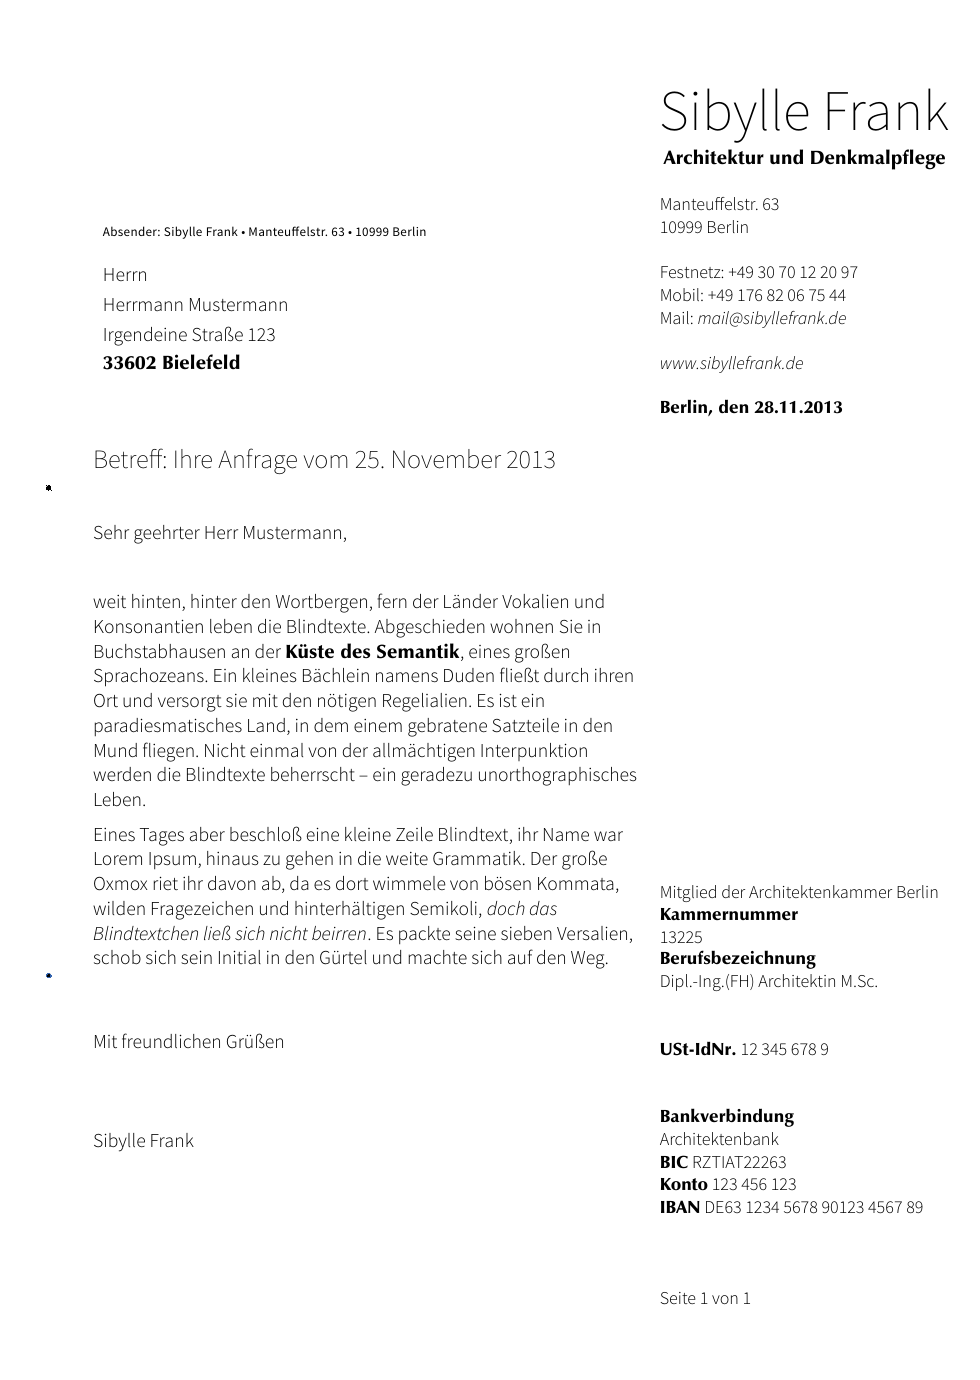 Sibylle Frank
Architektur und Denkmalpflege
Manteuffelstr. 63
10999 Berlin
Festnetz: +49 30 70 12 20 97
Mobil: +49 176 82 06 75 44
Mail: mail@sibyllefrank.de
www.sibyllefrank.de
Berlin, den 28.11.2013
Absender: Sibylle Frank • Manteuffelstr. 63 • 10999 Berlin
Herrn
Herrmann Mustermann
Irgendeine Straße 123
33602 Bielefeld
Betreff: Ihre Anfrage vom 25. November 2013
Sehr geehrter Herr Mustermann,
weit hinten, hinter den Wortbergen, fern der Länder Vokalien und
Konsonantien leben die Blindtexte. Abgeschieden wohnen Sie in
Buchstabhausen an der Küste des Semantik, eines großen
Sprachozeans. Ein kleines Bächlein namens Duden fließt durch ihren
Ort und versorgt sie mit den nötigen Regelialien. Es ist ein
paradiesmatisches Land, in dem einem gebratene Satzteile in den
Mund fliegen. Nicht einmal von der allmächtigen Interpunktion
werden die Blindtexte beherrscht – ein geradezu unorthographisches
Leben.
Eines Tages aber beschloß eine kleine Zeile Blindtext, ihr Name war
Lorem Ipsum, hinaus zu gehen in die weite Grammatik. Der große
Oxmox riet ihr davon ab, da es dort wimmele von bösen Kommata,
wilden Fragezeichen und hinterhältigen Semikoli, doch das
Blindtextchen ließ sich nicht beirren. Es packte seine sieben Versalien,
schob sich sein Initial in den Gürtel und machte sich auf den Weg.
Mit freundlichen Grüßen
Sibylle Frank
Mitglied der Architektenkammer Berlin
Kammernummer
13225
Berufsbezeichnung
Dipl.-Ing.(FH) Architektin M.Sc.
USt-IdNr. 12 345 678 9
Bankverbindung
Architektenbank
BIC RZTIAT22263
Konto 123 456 123
IBAN DE63 1234 5678 90123 4567 89
Seite 1 von 1